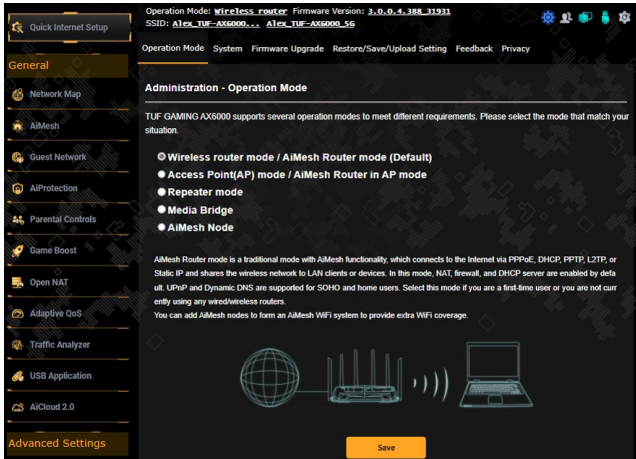 Quick Internet Setup
General
Network Map
AiMesh
Guest Network
AiProtection
Parental Controls
Game Boost
Open NAT
Adaptive QoS
Traffic Analyzer
USB Application
AiCloud 2.0
Advanced Settings
Operation Mode: Wireless router Firmware Version: 3.0.0.4.388_31931
SSID: Alex_TUF-AX6000... Alex_TUF-AX6000_5G
Operation Mode System Firmware Upgrade Restore/Save/Upload Setting Feedback Privacy
Administration - Operation Mode
TUF GAMING AX6000 supports several operation modes to meet different requirements. Please select the mode that match your
situation.
Wireless router mode / AiMesh Router mode (Default)
Access Point(AP) mode / AiMesh Router in AP mode
Repeater mode
Media Bridge
AiMesh Node
AiMesh Router mode is a traditional mode with AiMesh functionality, which connects to the Internet via PPPoE, DHCP, PPTP, L2TP, or
Static IP and shares the wireless network to LAN clients or devices. In this mode, NAT, firewall, and DHCP server are enabled by defa
ult. UPnP and Dynamic DNS are supported for SOHO and home users. Select this mode if you are a first-time user or you are not curr
ently using any wired/wireless routers.
You can add AiMesh nodes to form an AiMesh WiFi system to provide extra WiFi coverage.
Save